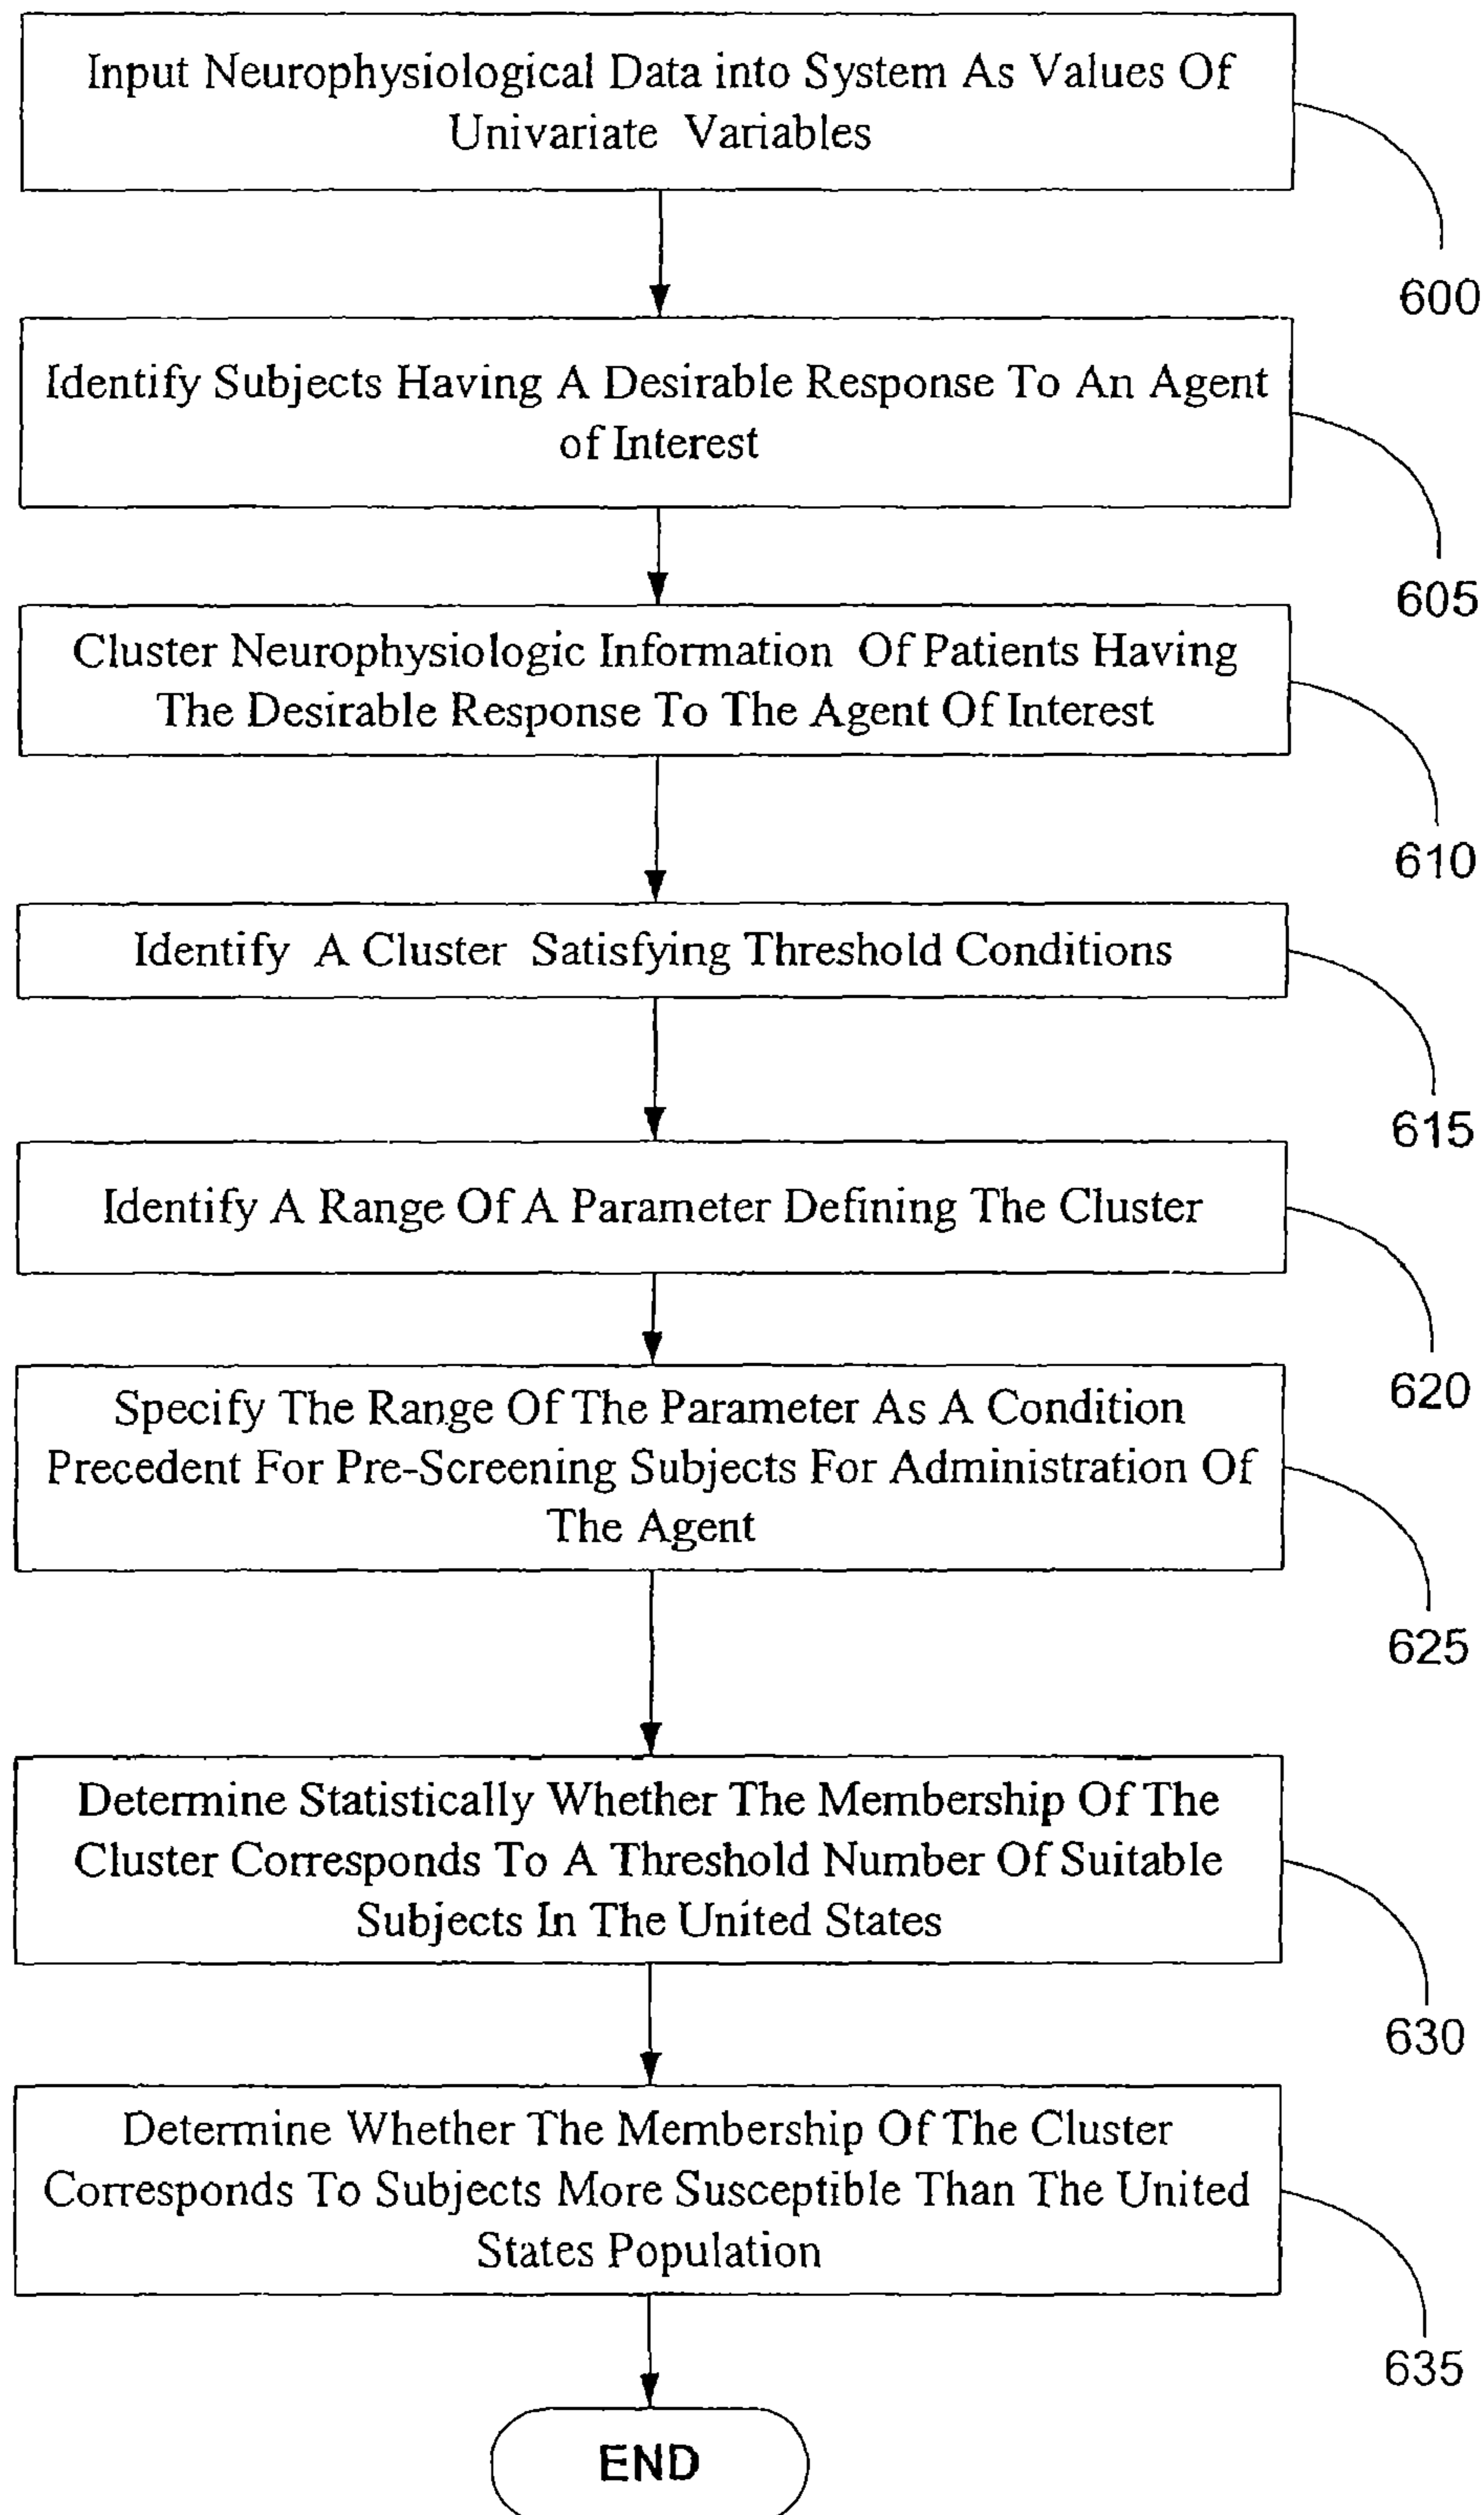 Input Neurophysiological Data into System As Values Of
Univariate Variables
600
Identify Subjects Having A Desirable Response To An Agent
of Interest
605
Cluster Neurophysiologic Information Of Patients Having
The Desirable Response To The Agent Of Interest
610
Identify A Cluster Satisfying Threshold Conditions
615
Identify A Range Of A Parameter Defining The Cluster
620
Specify The Range Of The Parameter As A Condition
Precedent For Pre-Screening Subjects For Administration Of
The Agent
625
Determine Statistically Whether The Membership Of The
Cluster Corresponds To A Threshold Number Of Suitable
Subjects In The United States
630
Determine Whether The Membership Of The Cluster
Corresponds To Subjects More Susceptible Than The United
States Population
635
END